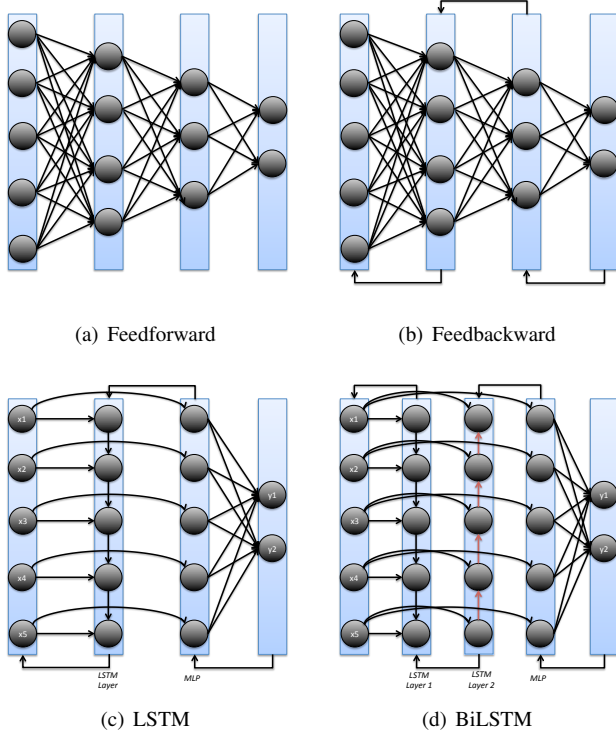 (a) Feedforward
(b) Feedbackward
x1
x2
x3
x4
x5
y1
y2
LSTM
Layer
MLP
(c) LSTM
x1
x2
x3
x4
x5
y1
y2
LSTM
Layer 1
LSTM
Layer 2
MLP
(d) BiLSTM